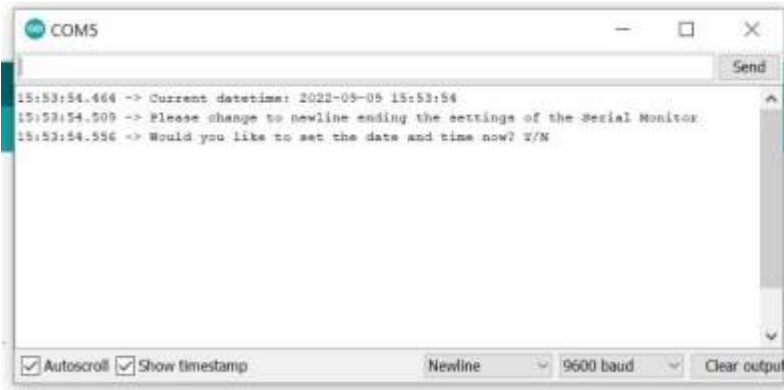 COM5
Send
15:53:54.464 -> Current datetime: 2022-09-09 15:53:54
15:53:54.509 -> Please change to newline ending the settings of the Serial Monitor
15:53:54.556 -> Would you like to set the date and time now? Y/N
Autoscroll Show timestamp Newline 9600 baud Clear output